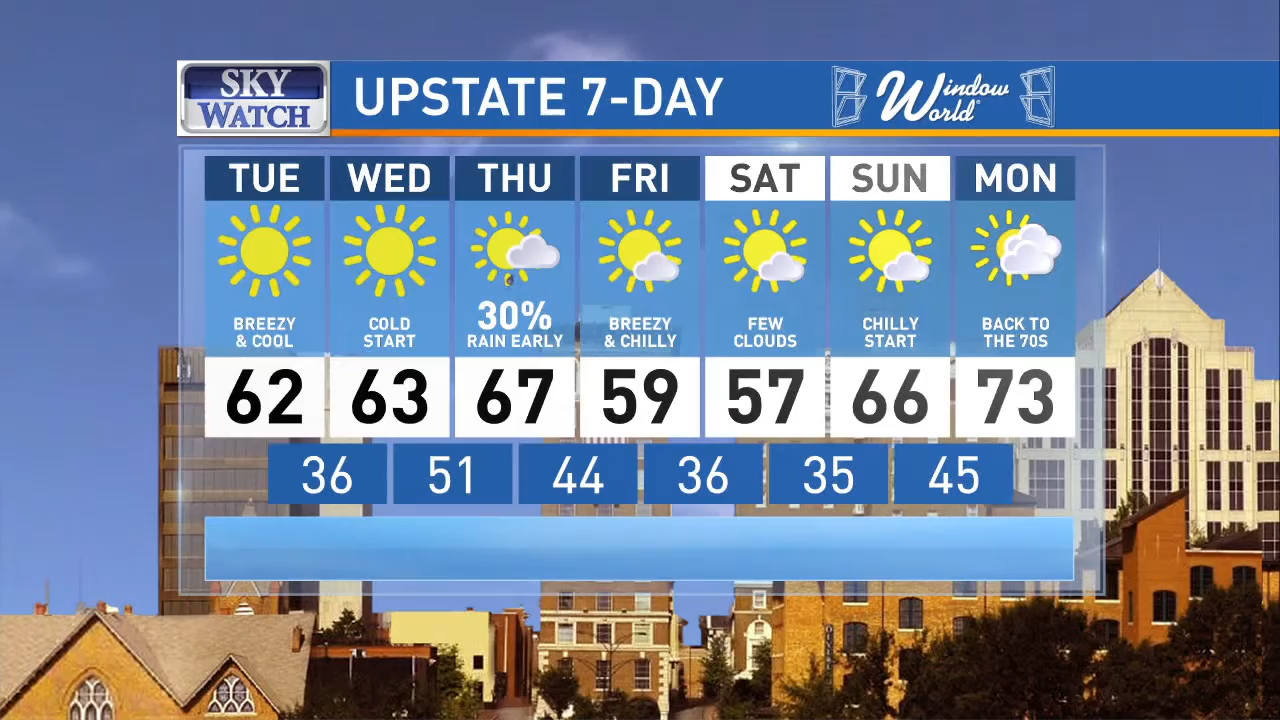 SKY
WATCH
UPSTATE 7-DAY
Window
World®
TUE WED THU FRI SAT SUN MON
BREEZY
& COOL
COLD
START
30%
RAIN EARLY
BREEZY
& CHILLY
FEW
CLOUDS
CHILLY
START
BACK TO
THE 70S
62 63 67 59 57 66 73
36 51 44 36 35 45